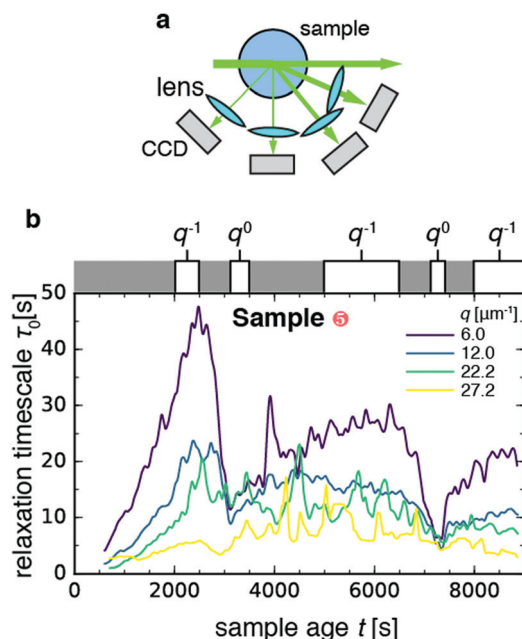 a
sample
lens
CCD
b
q⁻¹ q⁰ q⁻¹ q⁰ q⁻¹
Sample 5
q [µm⁻¹]
6.0
12.0
22.2
27.2
relaxation timescale τ₀[s]
50
40
30
20
10
0
0 2000 4000 6000 8000
sample age t [s]